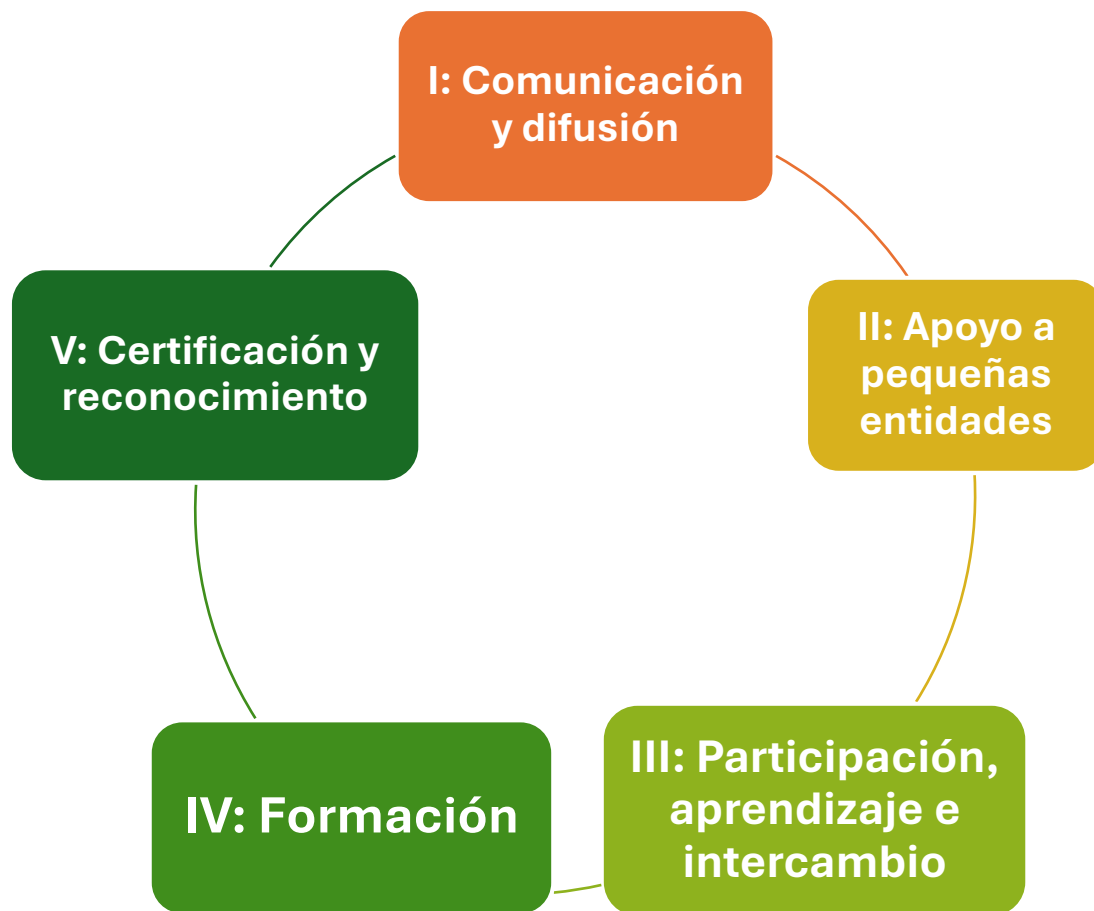 I: Comunicación
y difusión
II: Apoyo a
pequeñas
entidades
III: Participación,
aprendizaje e
intercambio
IV: Formación
V: Certificación y
reconocimiento